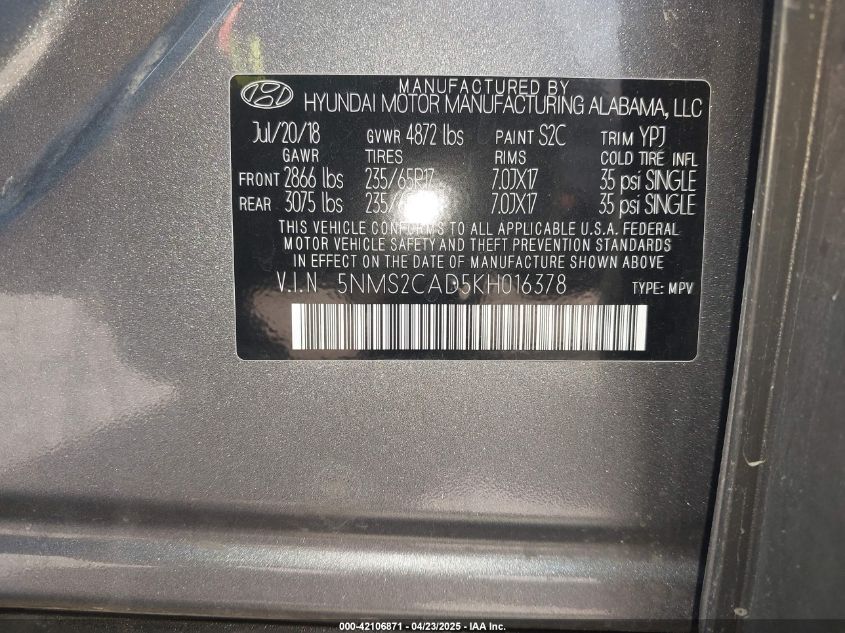 MANUFACTURED BY
HYUNDAI MOTOR MANUFACTURING ALABAMA, LLC
Jul/20/18 GVWR 4872 lbs PAINT S2C TRIM YPJ
GAWR TIRES RIMS COLD TIRE INFL
FRONT 2866 lbs 235/65R17 7.0JX17 35 psi SINGLE
REAR 3075 lbs 7.0JX17 35 psi SINGLE
THIS VEHICLE CONFORMS TO ALL APPLICABLE U.S.A. FEDERAL
MOTOR VEHICLE SAFETY AND THEFT PREVENTION STANDARDS
IN EFFECT ON THE DATE OF MANUFACTURE SHOWN ABOVE
V.I.N 5NMS2CAD5KH016378 TYPE: MPV
000-42106871 | 04/23/2025 - IAA Inc.